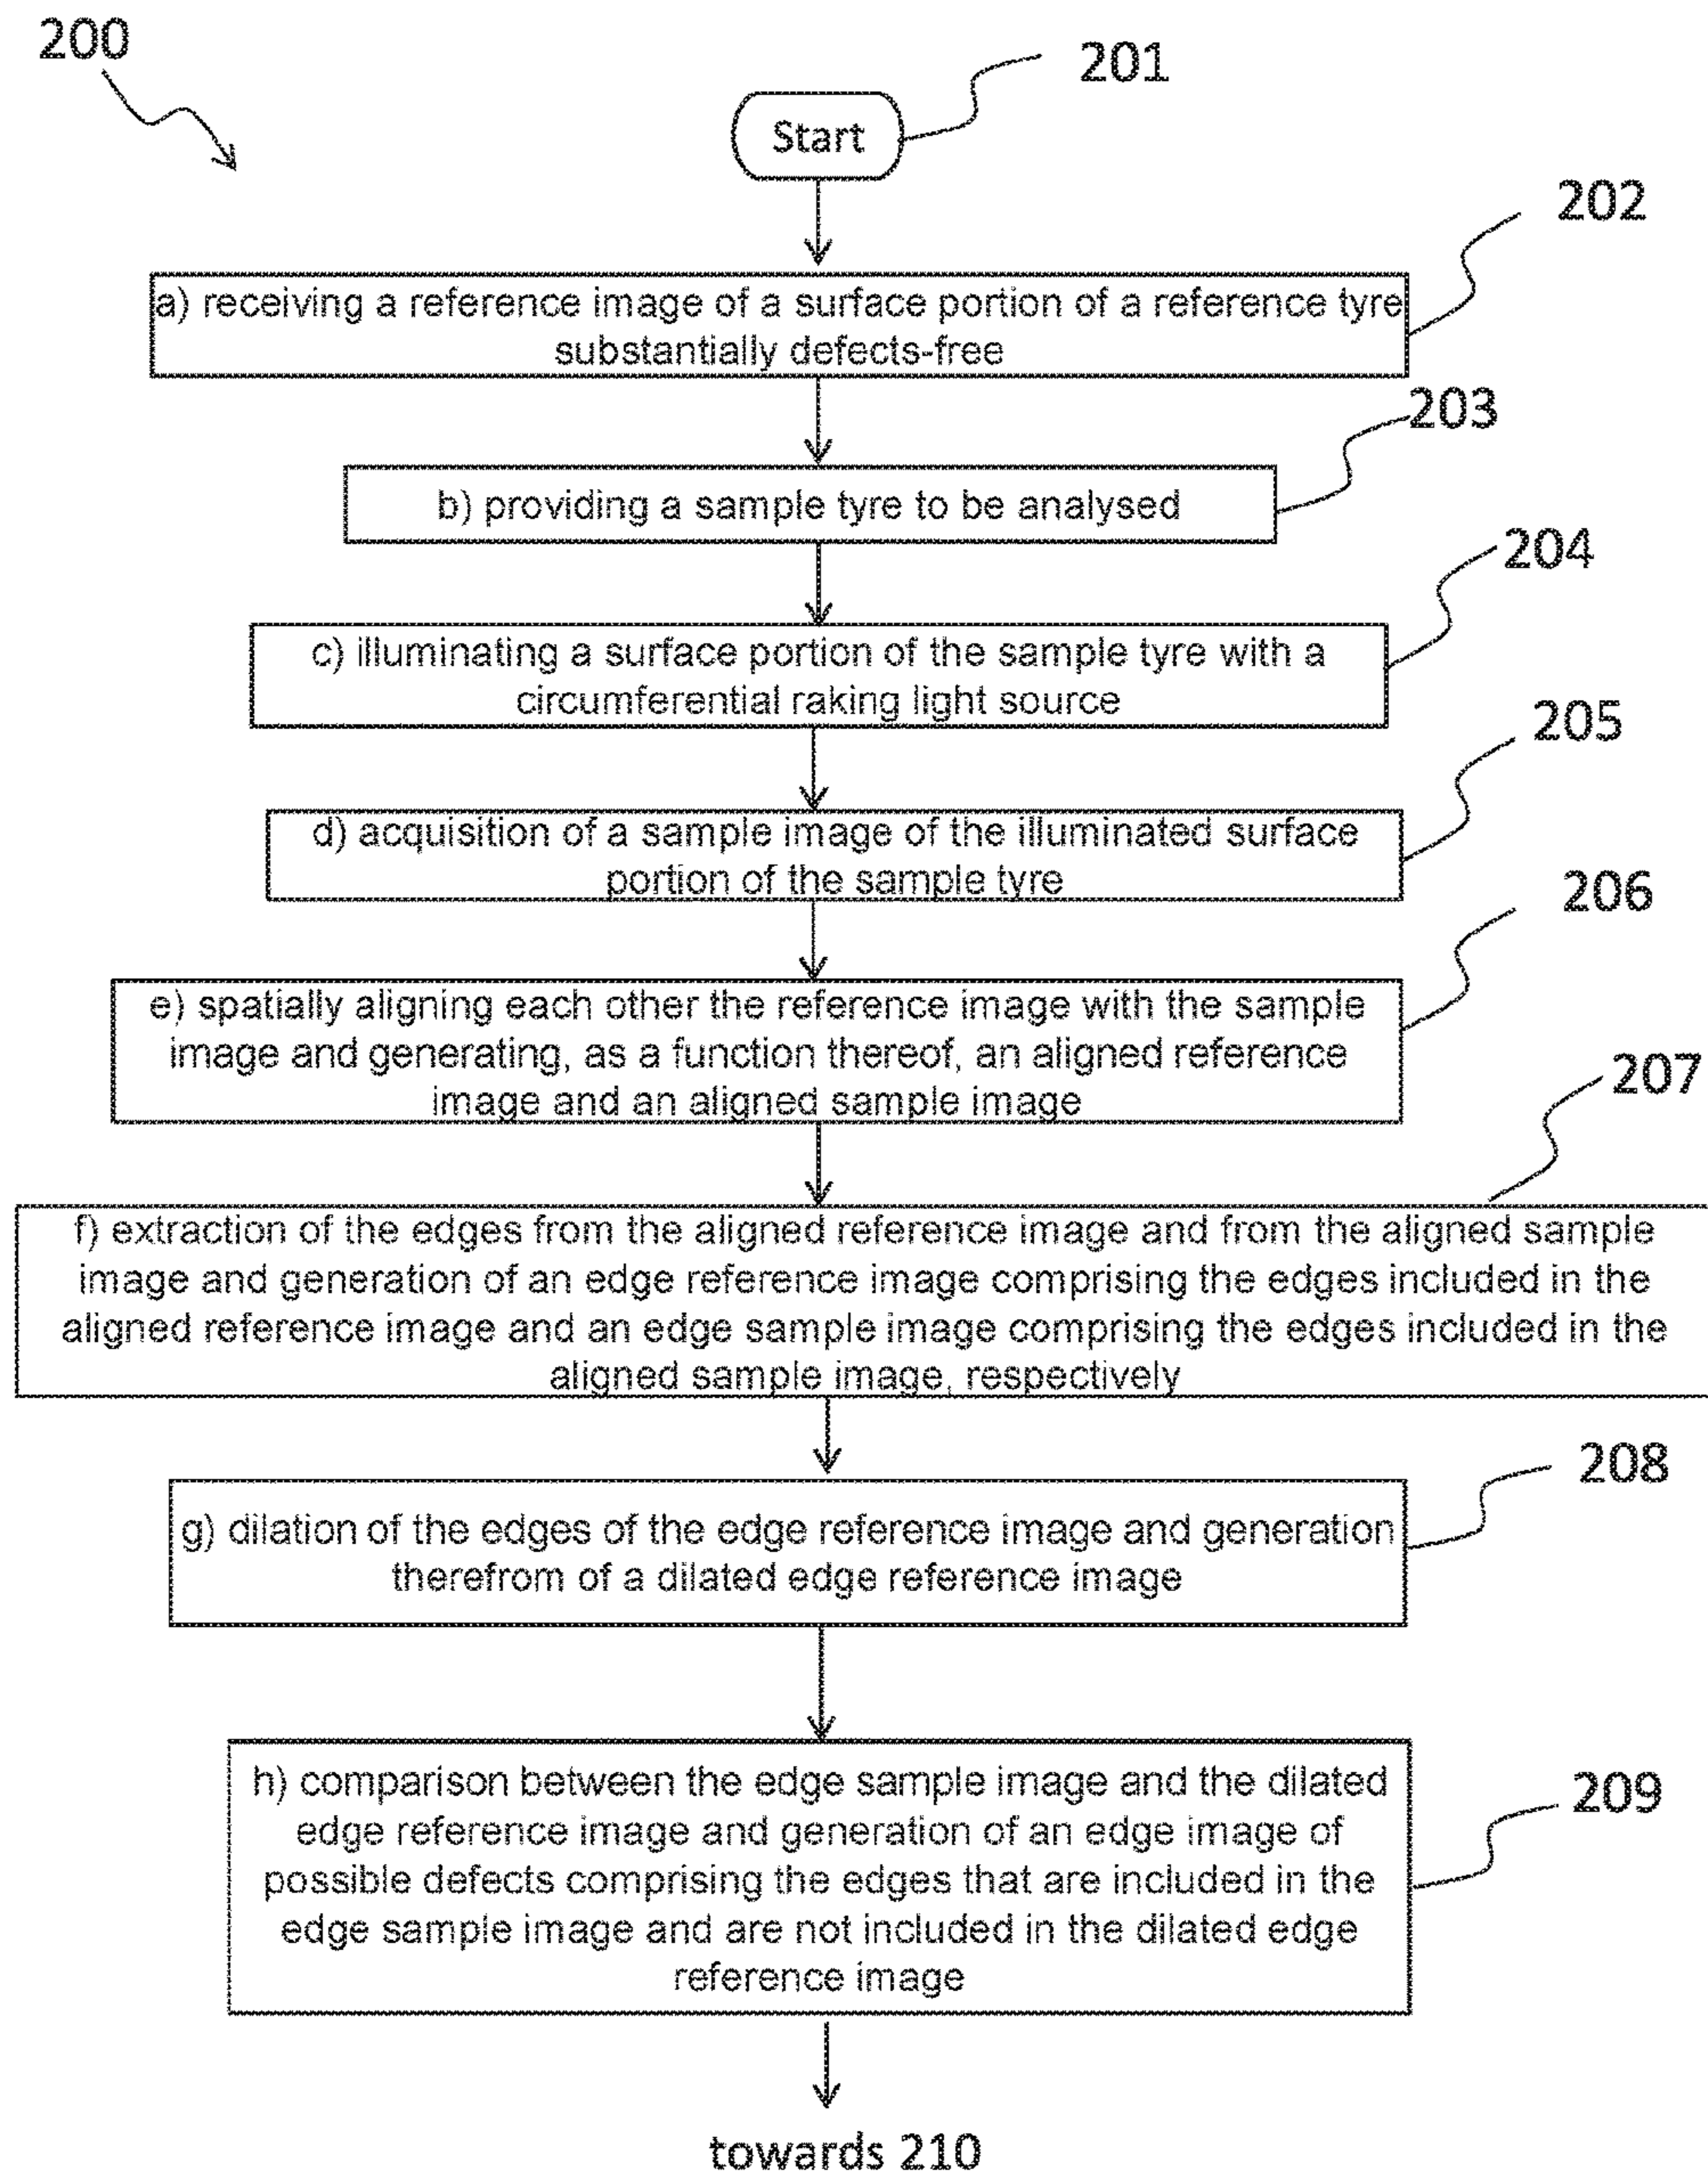 200
201
Start
202
a) receiving a reference image of a surface portion of a reference tyre
substantially defects-free
203
b) providing a sample tyre to be analysed
204
c) illuminating a surface portion of the sample tyre with a
circumferential raking light source
205
d) acquisition of a sample image of the illuminated surface
portion of the sample tyre
206
e) spatially aligning each other the reference image with the sample
image and generating, as a function thereof, an aligned reference
image and an aligned sample image
207
f) extraction of the edges from the aligned reference image and from the aligned sample
image and generation of an edge reference image comprising the edges included in the
aligned reference image and an edge sample image comprising the edges included in the
aligned sample image, respectively
208
g) dilation of the edges of the edge reference image and generation
therefrom of a dilated edge reference image
209
h) comparison between the edge sample image and the dilated
edge reference image and generation of an edge image of
possible defects comprising the edges that are included in the
edge sample image and are not included in the dilated edge
reference image
towards 210